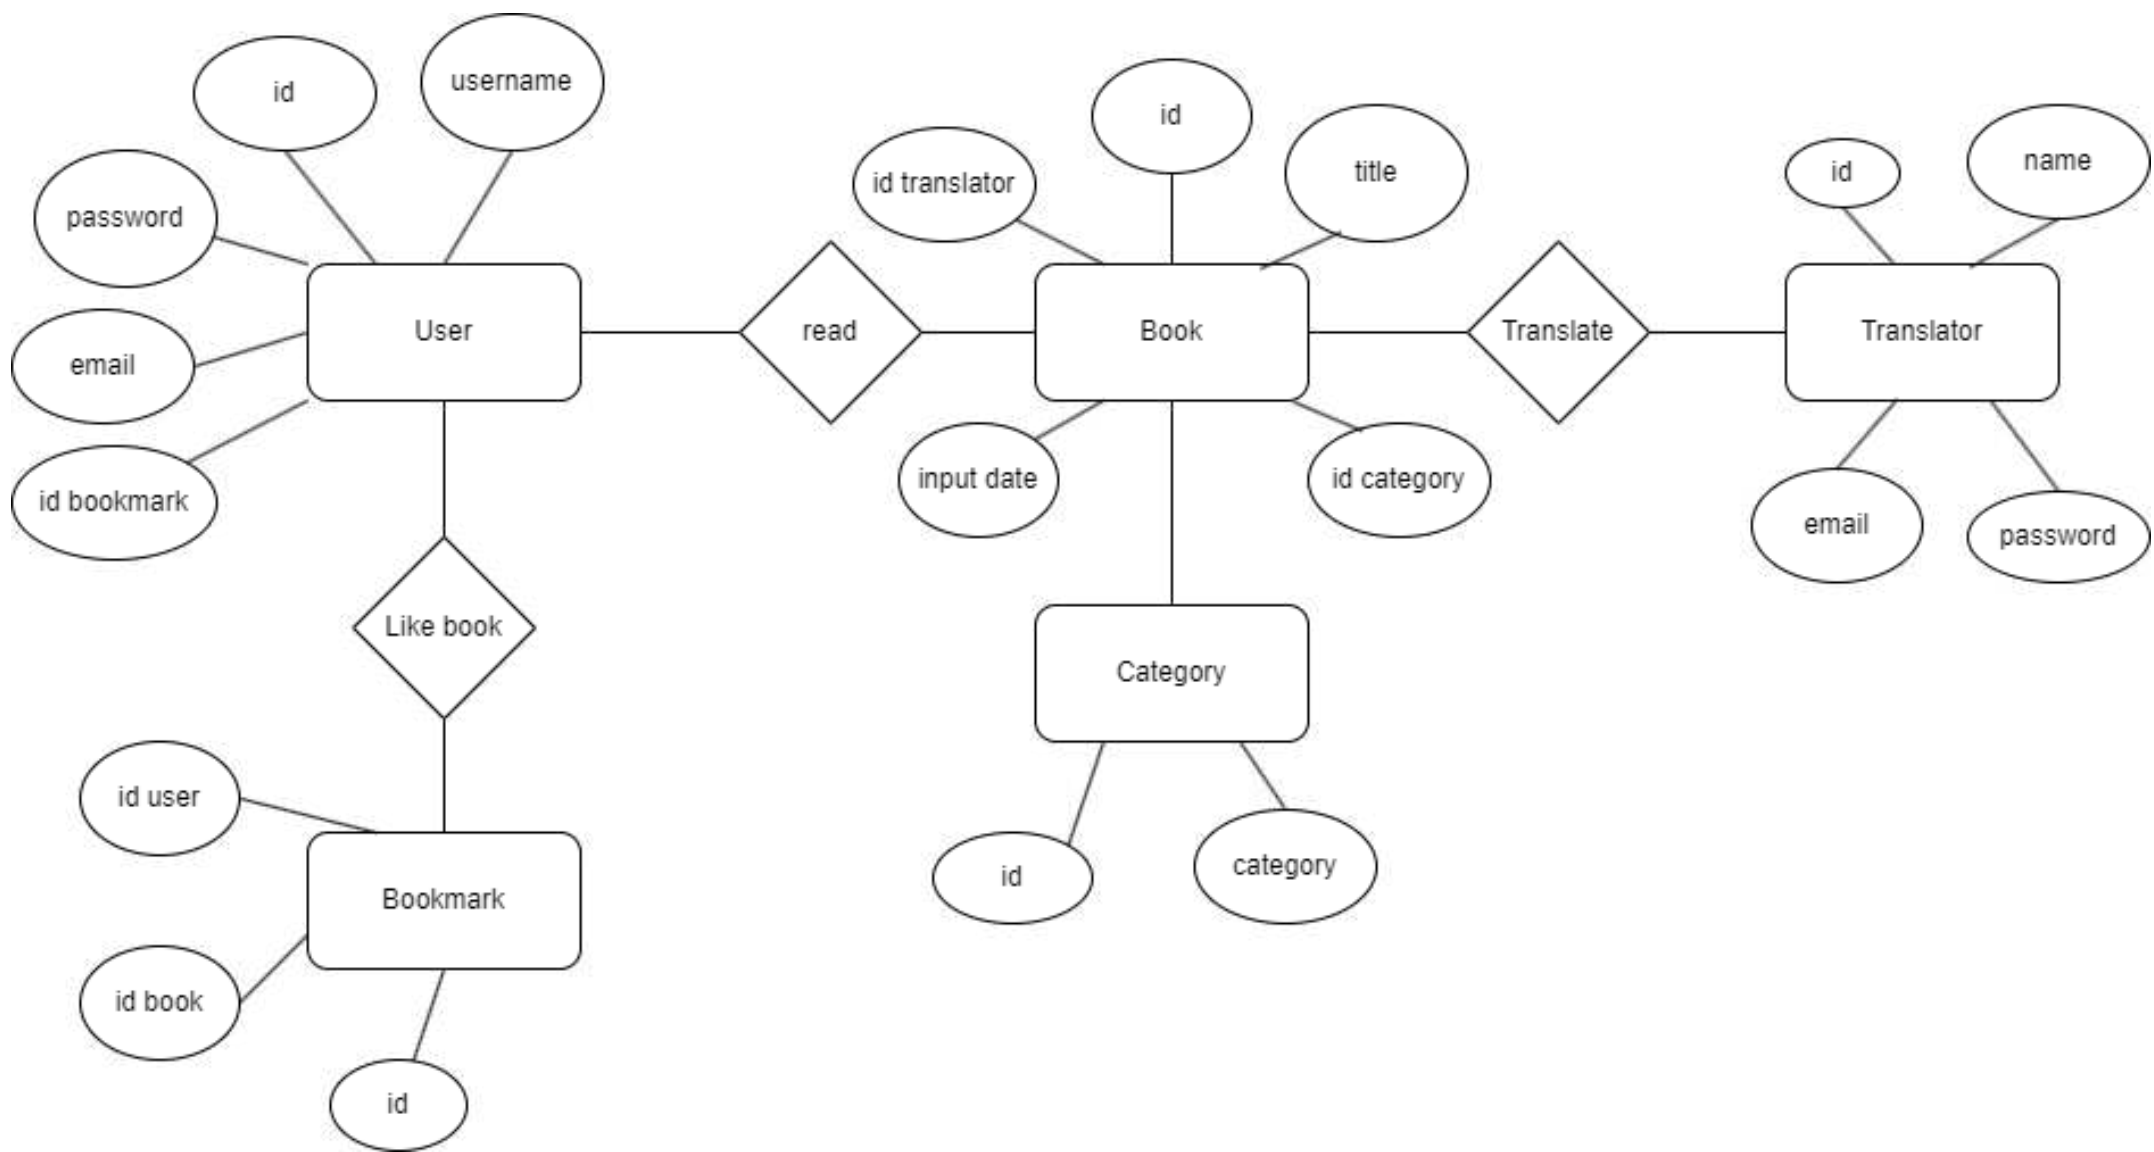 username
id
id
title
name
id
id translator
password
User
read
Book
Translate
Translator
email
input date
id category
id bookmark
email
password
Like book
Category
id user
category
id
Bookmark
id book
id